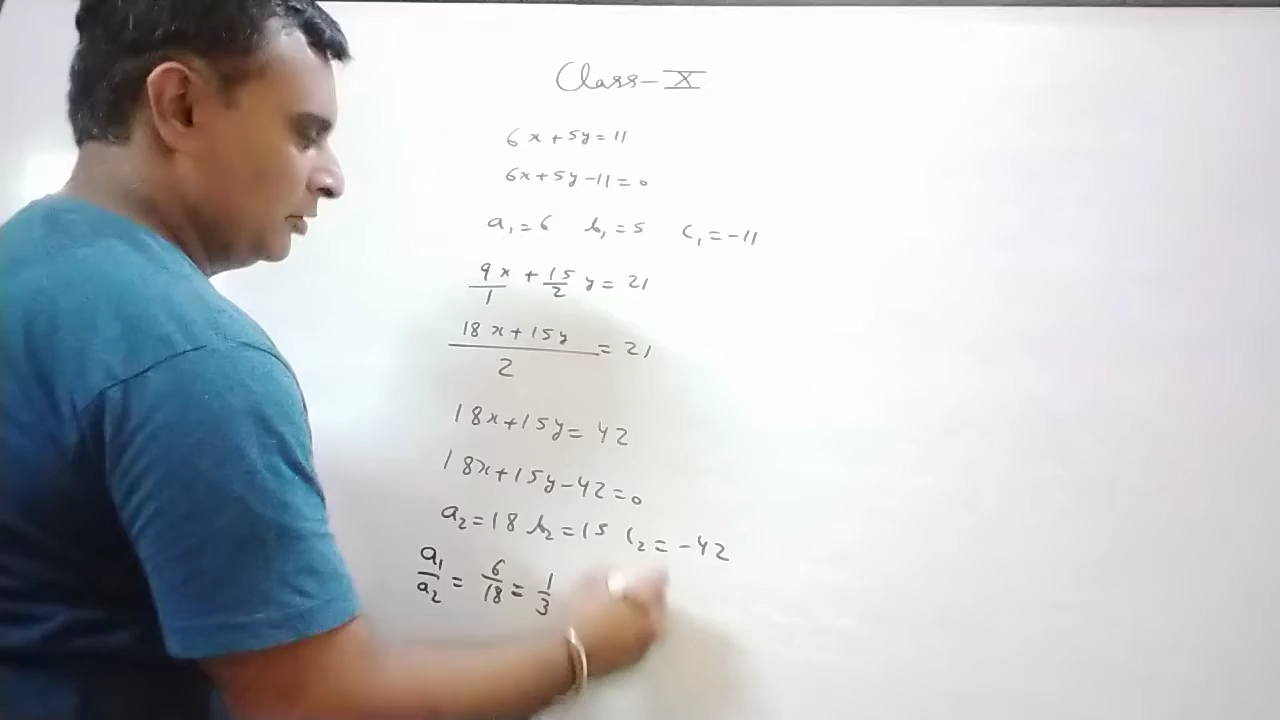 Class-X
6x+5y=11
6x+5y-11=0
a₁=6 b₁=5 c₁=-11
9x/1 + 15/2 y = 21
18x+15y/2 = 21
18x+15y=42
18x+15y-42=0
a₂=18 b₂=15 c₂=-42
a₁/a₂ = 6/18 = 1/3